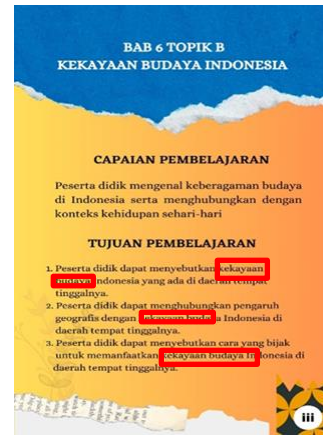 BAB 6 TOPIK B
KEKAYAAN BUDAYA INDONESIA
CAPAIAN PEMBELAJARAN
Peserta didik mengenal keberagaman budaya
di Indonesia serta menghubungkan dengan
konteks kehidupan sehari-hari
TUJUAN PEMBELAJARAN
1. Peserta didik dapat menyebutkan kekayaan
budaya Indonesia yang ada di daerah tempat
tinggalnya.
2. Peserta didik dapat menghubungkan pengaruh
geografis dengan kekayaan budaya Indonesia di
daerah tempat tinggalnya.
3. Peserta didik dapat menyebutkan cara yang bijak
untuk memanfaatkan kekayaan budaya Indonesia di
daerah tempat tinggalnya.
iii